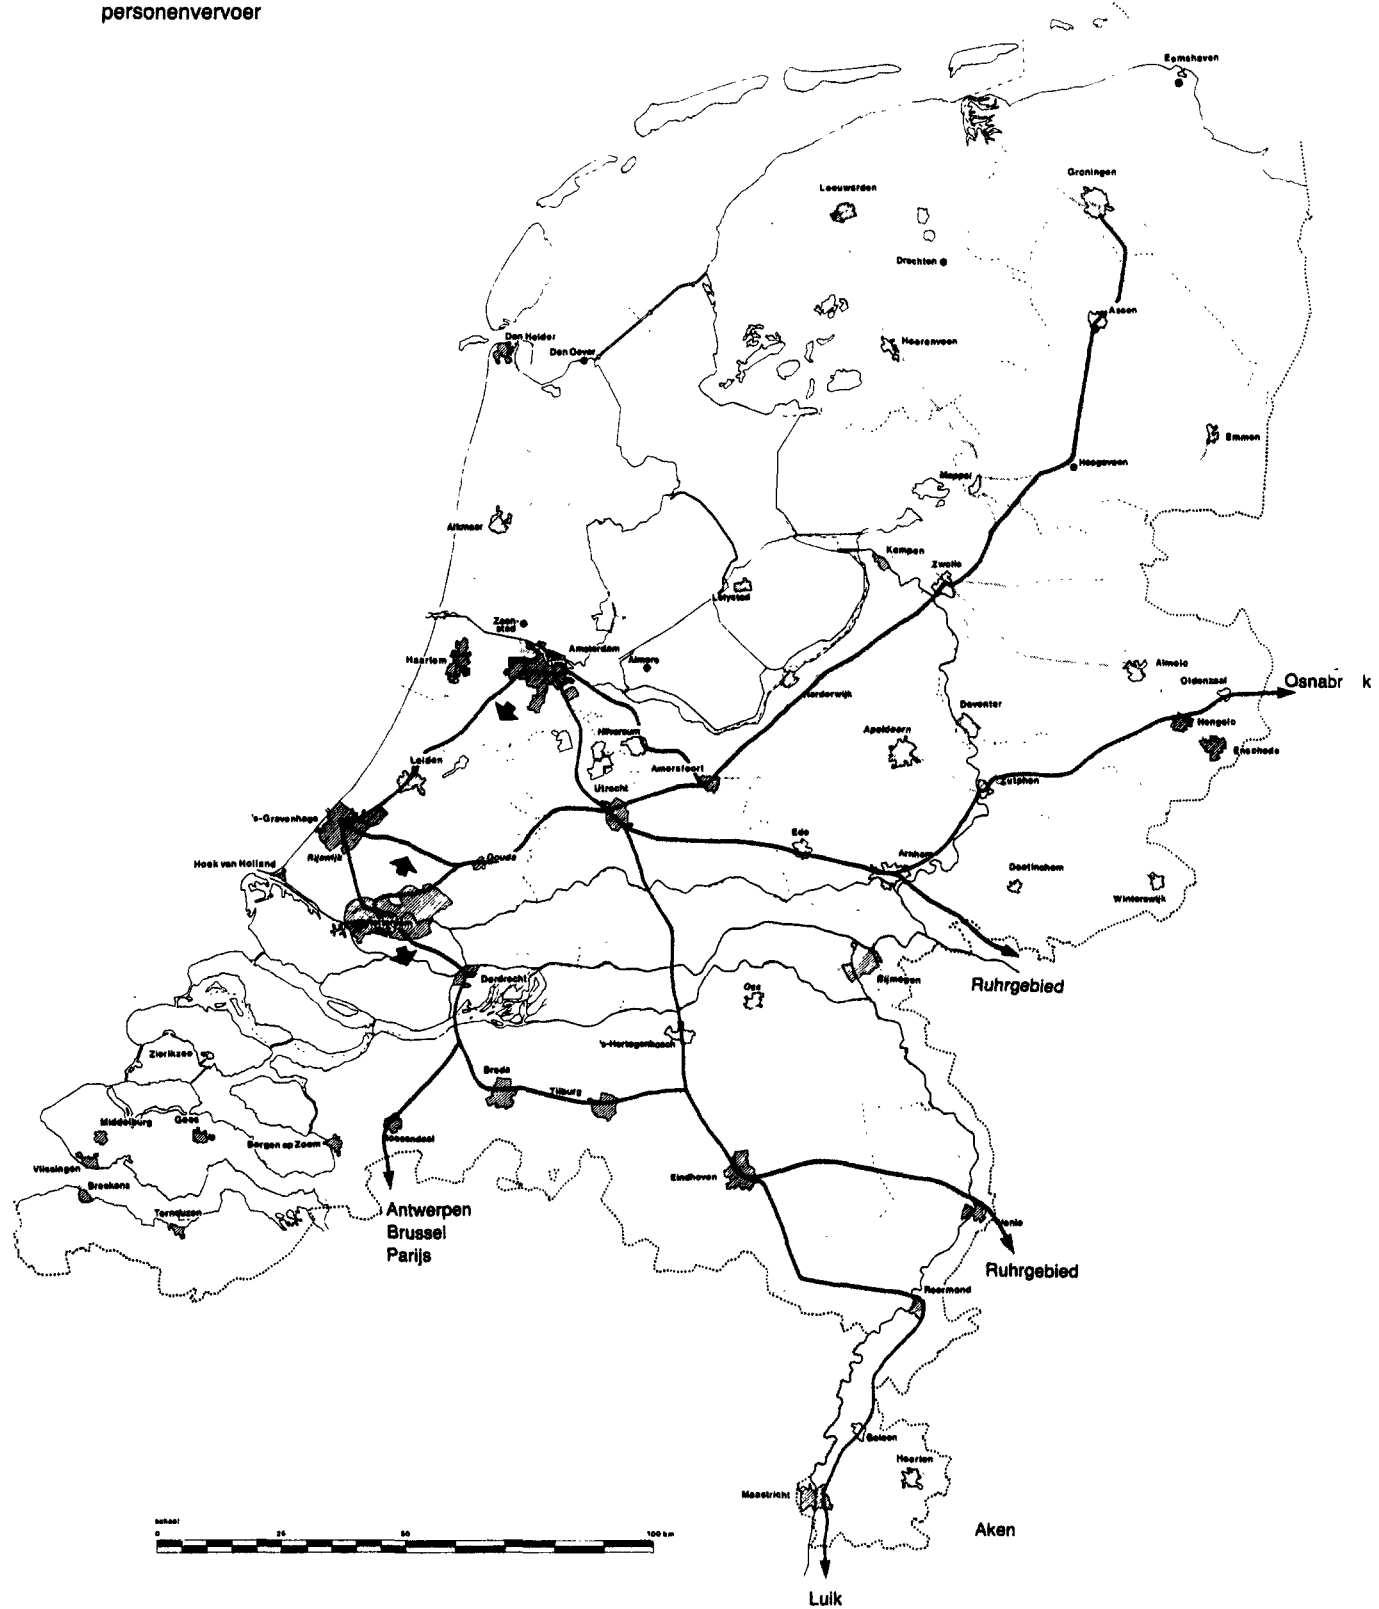 personenvervoer
Eemshaven
Groningen
Leeuwarden
Drachten
Assen
Den Helder
Den Oever
Heerenveen
Emmen
Hoogeveen
Meppel
Alkmaar
Kampen
Zwolle
Lelystad
Zaan-
stad
Amsterdam
Haarlem
Almere
Almelo
Oldenzaal
Osnabr k
Harderwijk
Deventer
Hengelo
Apeldoorn
Hilversum
Enschede
Leiden
Amersfoort
Zutphen
Utrecht
's-Gravenhage
Ede
Rijswijk
Gouda
Arnhem
Hoek van Holland
Doetinchem
Winterswijk
Dordrecht
Nijmegen
Ruhrgebied
Oss
's-Hertogenbosch
Zierikzee
Breda
Tilburg
Middelburg
Goes
Bergen op Zoom
Vlissingen
Eindhoven
Breskens
Terneuzen
Antwerpen
Brussel
Parijs
Ruhrgebied
Roermond
Geleen
Heerlen
Maastricht
schaal
0 25 50 100 km
Aken
Luik